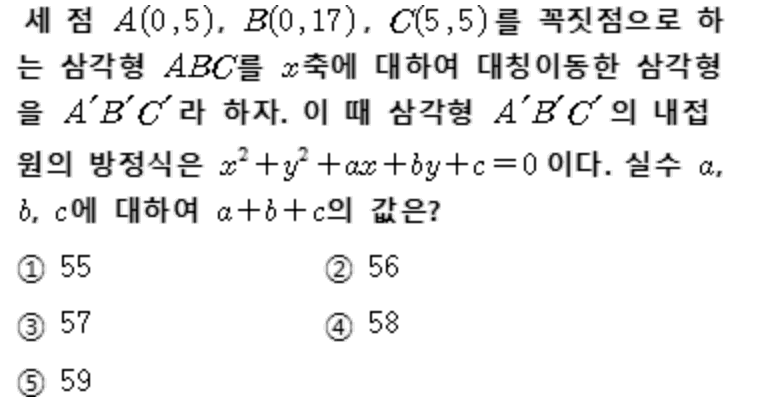 세 점 A(0,5), B(0,17), C(5,5)를 꼭짓점으로 하
는 삼각형 ABC를 x축에 대하여 대칭이동한 삼각형
을 A′B′C′라 하자. 이 때 삼각형 A′B′C′의 내접
원의 방정식은 x²+y²+ax+by+c=0이다. 실수 a,
b, c에 대하여 a+b+c의 값은?
① 55 ② 56
③ 57 ④ 58
⑤ 59